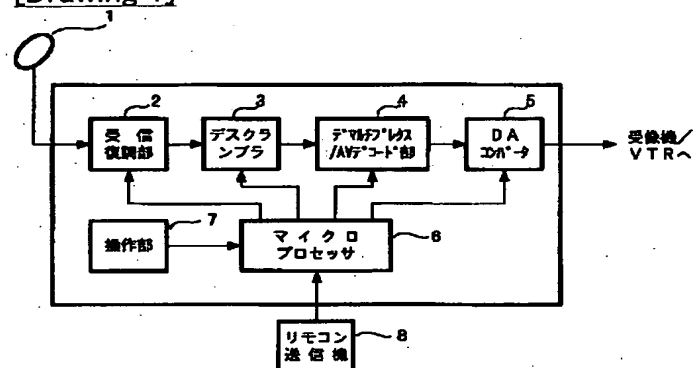 [Drawing 1]
1
2
3
4
5
受信
復調部
デスクラ
ンブラ
デマルチプレクス
/AVデコード部
DA
コンバータ
受像機/
VTRへ
7
操作部
マイクロ
プロセッサ
6
リモコン
送信機
8